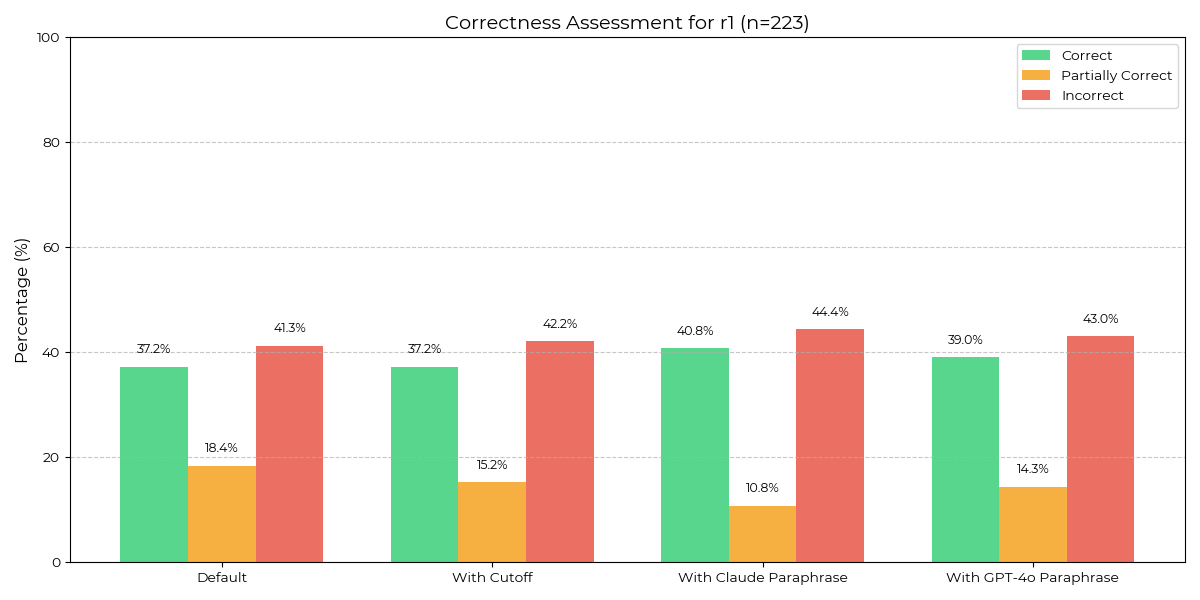 Correctness Assessment for r1 (n=223)
100
80
60
40
20
0
Percentage (%)
Correct
Partially Correct
Incorrect
37.2%
18.4%
41.3%
37.2%
15.2%
42.2%
40.8%
10.8%
44.4%
39.0%
14.3%
43.0%
Default
With Cutoff
With Claude Paraphrase
With GPT-4o Paraphrase